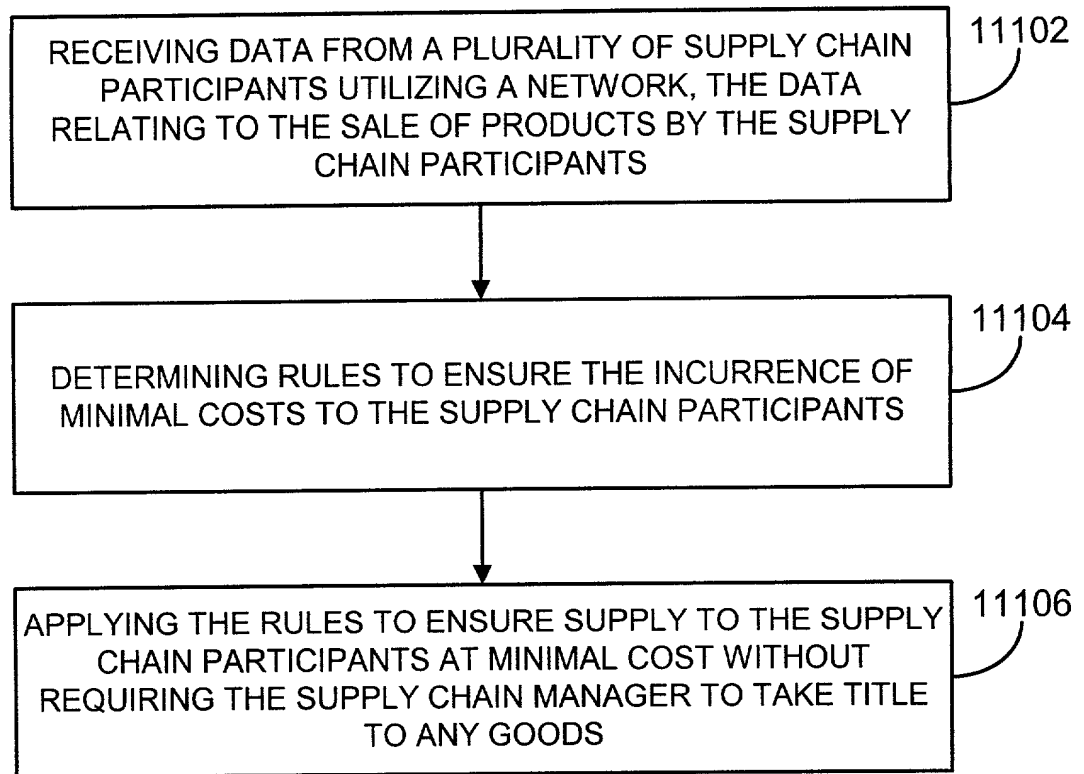 RECEIVING DATA FROM A PLURALITY OF SUPPLY CHAIN
PARTICIPANTS UTILIZING A NETWORK, THE DATA
RELATING TO THE SALE OF PRODUCTS BY THE SUPPLY
CHAIN PARTICIPANTS
11102
DETERMINING RULES TO ENSURE THE INCURRENCE OF
MINIMAL COSTS TO THE SUPPLY CHAIN PARTICIPANTS
11104
APPLYING THE RULES TO ENSURE SUPPLY TO THE SUPPLY
CHAIN PARTICIPANTS AT MINIMAL COST WITHOUT
REQUIRING THE SUPPLY CHAIN MANAGER TO TAKE TITLE
TO ANY GOODS
11106